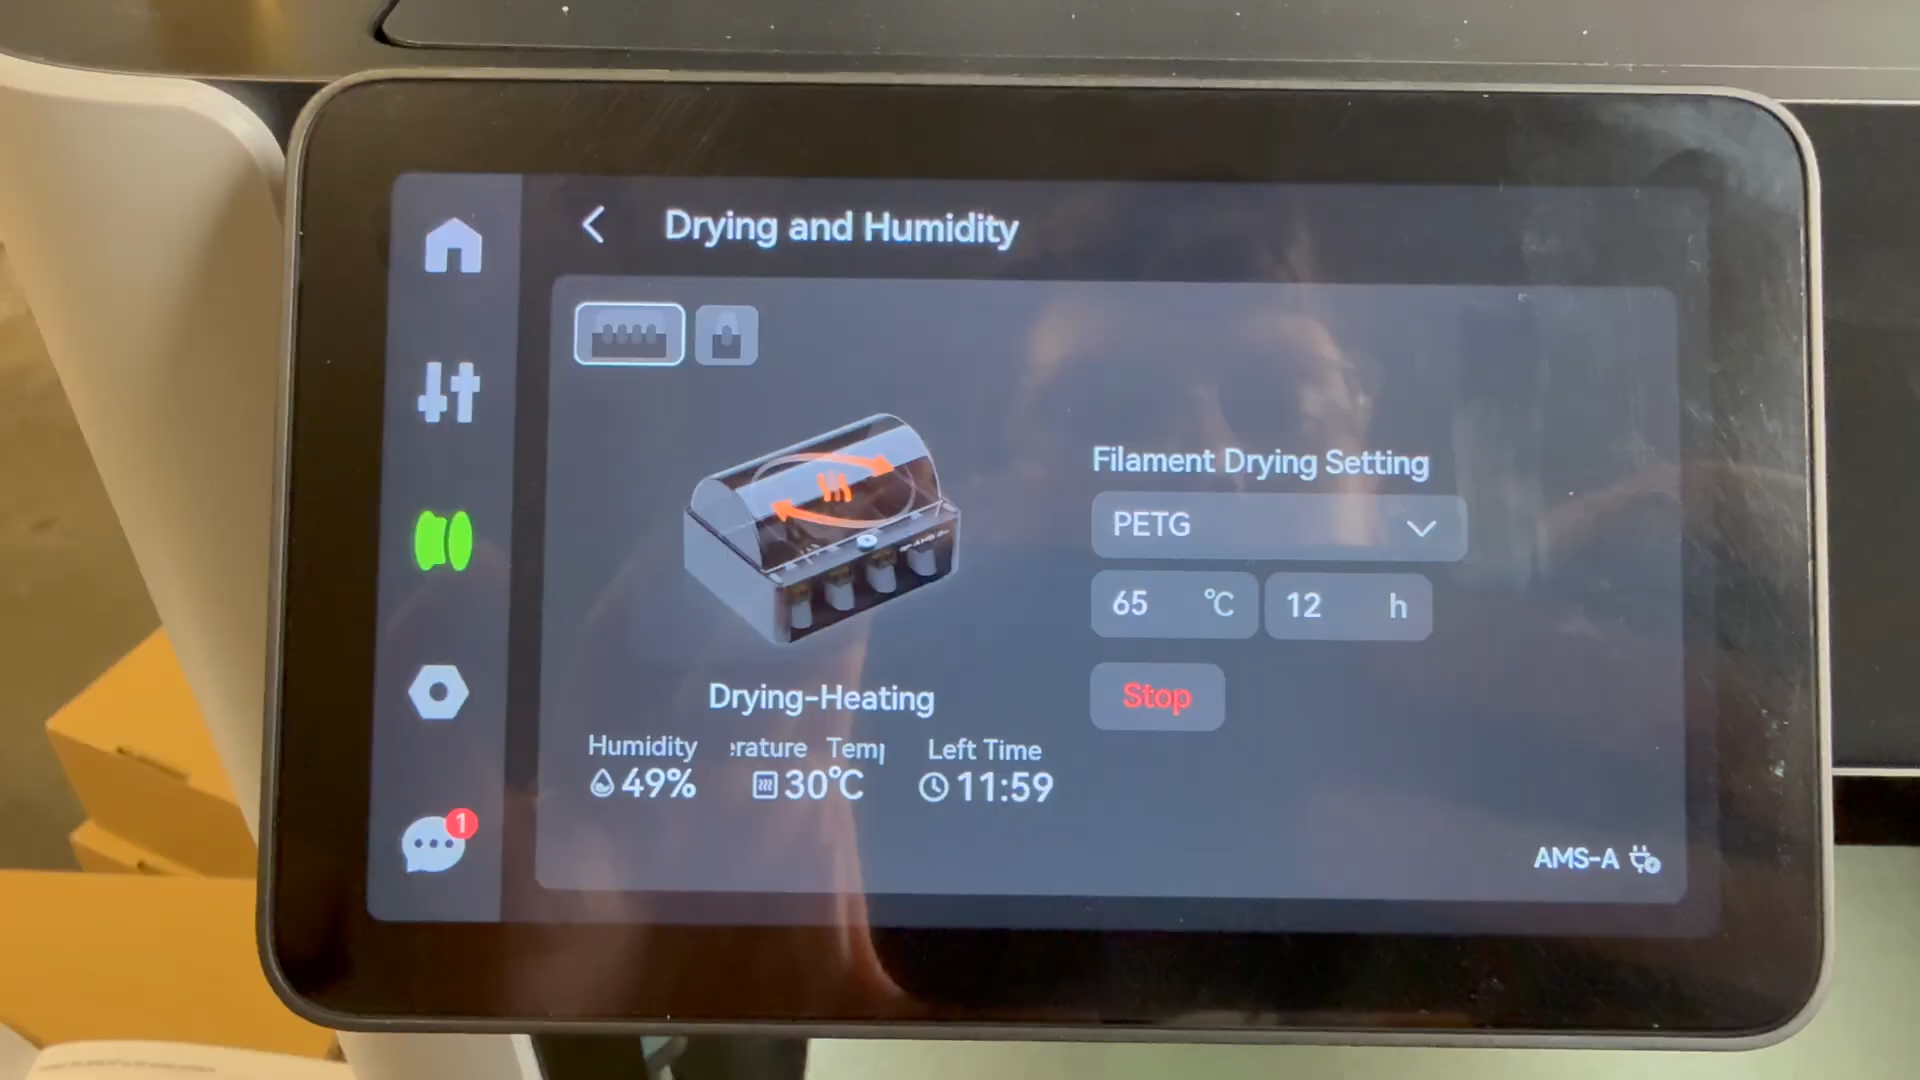 Drying and Humidity
Filament Drying Setting
PETG
65 °C 12 h
Stop
Drying-Heating
Humidity erature Temp Left Time
49% 30°C 11:59
1
AMS-A